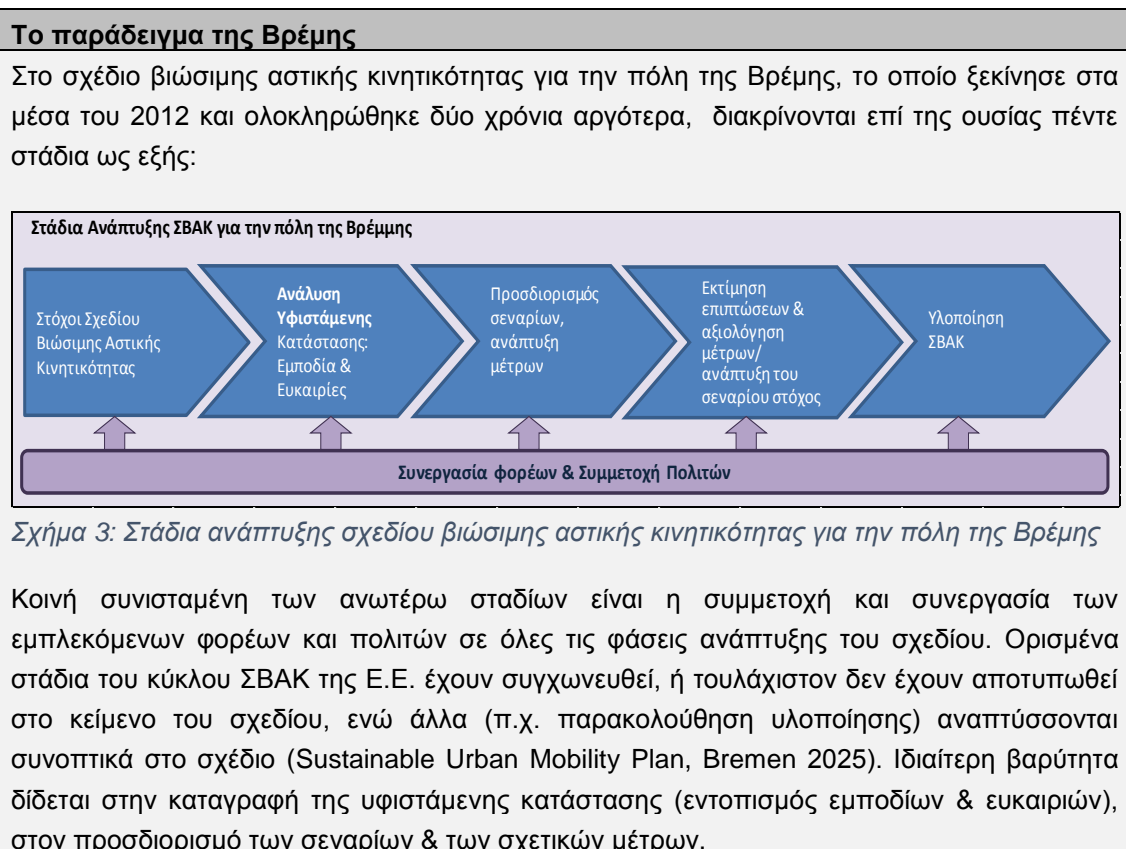 Το παράδειγμα της Βρέμης
Στο σχέδιο βιώσιμης αστικής κινητικότητας για την πόλη της Βρέμης, το οποίο ξεκίνησε στα
μέσα του 2012 και ολοκληρώθηκε δύο χρόνια αργότερα, διακρίνονται επί της ουσίας πέντε
στάδια ως εξής:
Στάδια Ανάπτυξης ΣΒΑΚ για την πόλη της Βρέμμης
Στόχοι Σχεδίου
Βιώσιμης Αστικής
Κινητικότητας
Ανάλυση
Υφιστάμενης
Κατάστασης:
Εμποδία &
Ευκαιρίες
Προσδιορισμός
σεναρίων,
ανάπτυξη
μέτρων
Εκτίμηση
επιπτώσεων &
αξιολόγηση
μέτρων/
ανάπτυξη του
σεναρίου στόχος
Υλοποίηση
ΣΒΑΚ
Συνεργασία φορέων & Συμμετοχή Πολιτών
Σχήμα 3: Στάδια ανάπτυξης σχεδίου βιώσιμης αστικής κινητικότητας για την πόλη της Βρέμης
Κοινή συνισταμένη των ανωτέρω σταδίων είναι η συμμετοχή και συνεργασία των
εμπλεκόμενων φορέων και πολιτών σε όλες τις φάσεις ανάπτυξης του σχεδίου. Ορισμένα
στάδια του κύκλου ΣΒΑΚ της Ε.Ε. έχουν συγχωνευθεί, ή τουλάχιστον δεν έχουν αποτυπωθεί
στο κείμενο του σχεδίου, ενώ άλλα (π.χ. παρακολούθηση υλοποίησης) αναπτύσσονται
συνοπτικά στο σχέδιο (Sustainable Urban Mobility Plan, Bremen 2025). Ιδιαίτερη βαρύτητα
δίδεται στην καταγραφή της υφιστάμενης κατάστασης (εντοπισμός εμποδίων & ευκαιριών),
στον προσδιορισμό των σεναρίων & των σχετικών μέτρων.